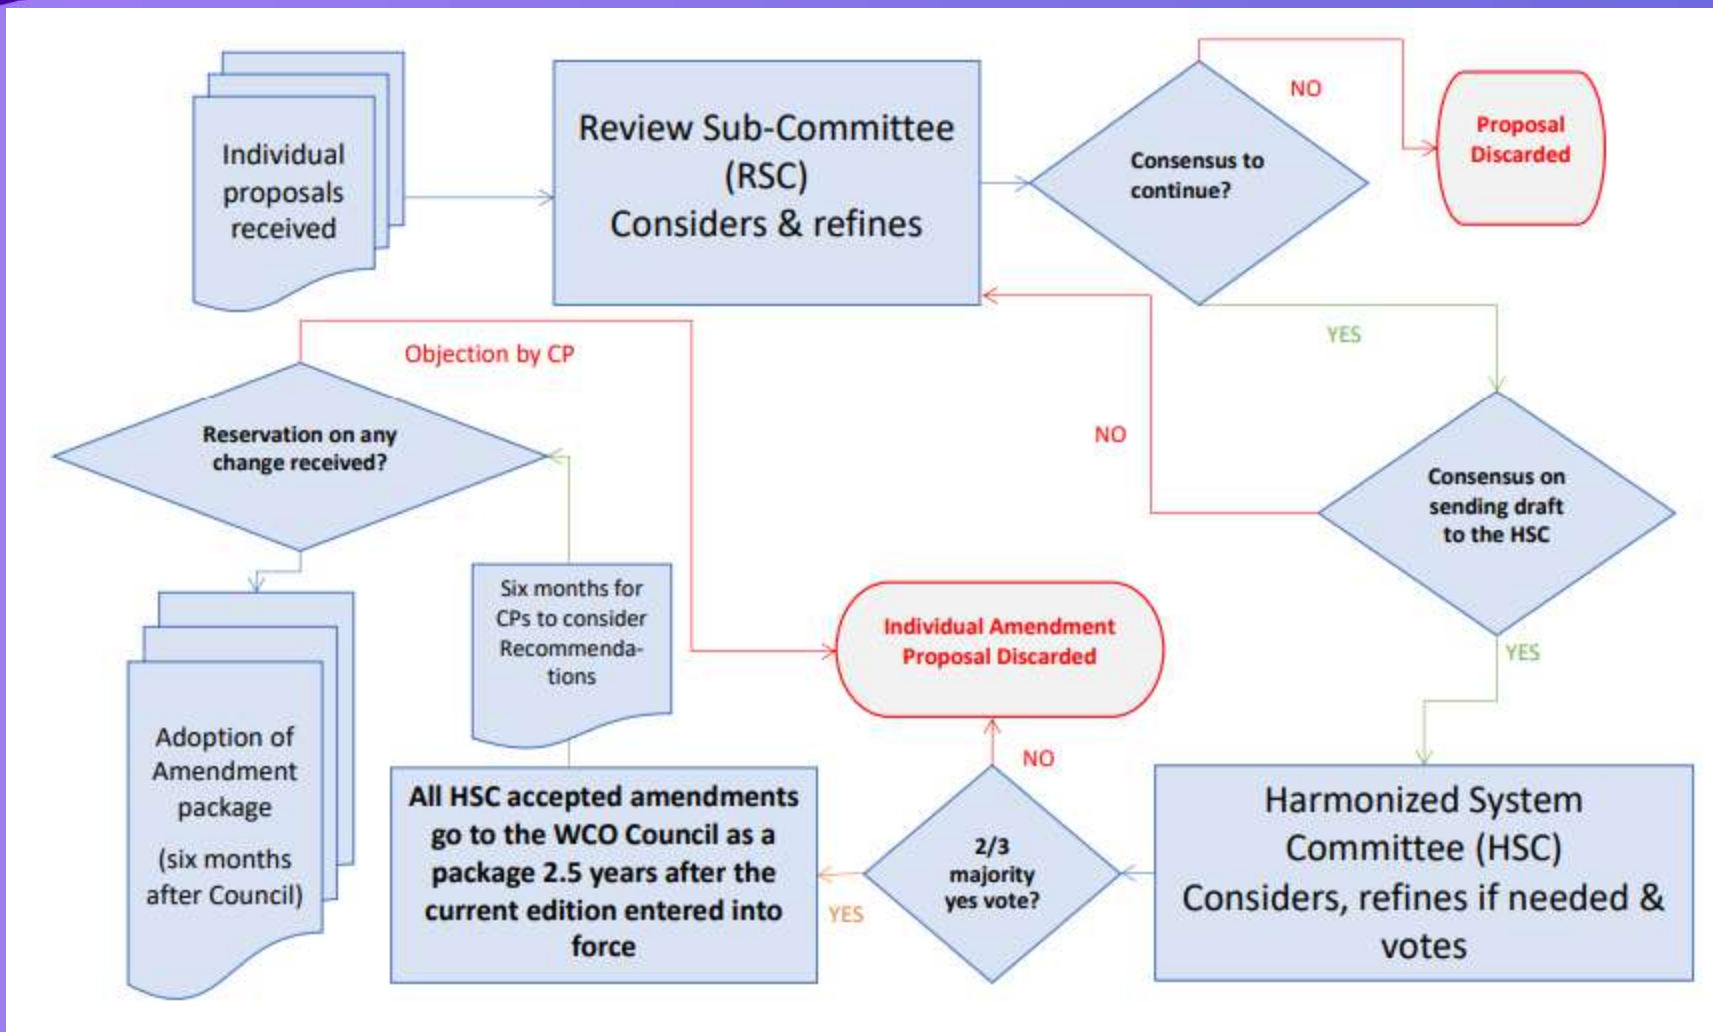 Individual
proposals
received
Review Sub-Committee
(RSC)
Considers & refines
Consensus to
continue?
NO
Proposal
Discarded
YES
Objection by CP
Reservation on any
change received?
NO
Consensus on
sending draft
to the HSC
YES
Six months for
CPs to consider
Recommenda-
tions
Individual Amendment
Proposal Discarded
Adoption of
Amendment
package
(six months
after Council)
All HSC accepted amendments
go to the WCO Council as a
package 2.5 years after the
current edition entered into
force
YES
NO
2/3
majority
yes vote?
Harmonized System
Committee (HSC)
Considers, refines if needed &
votes